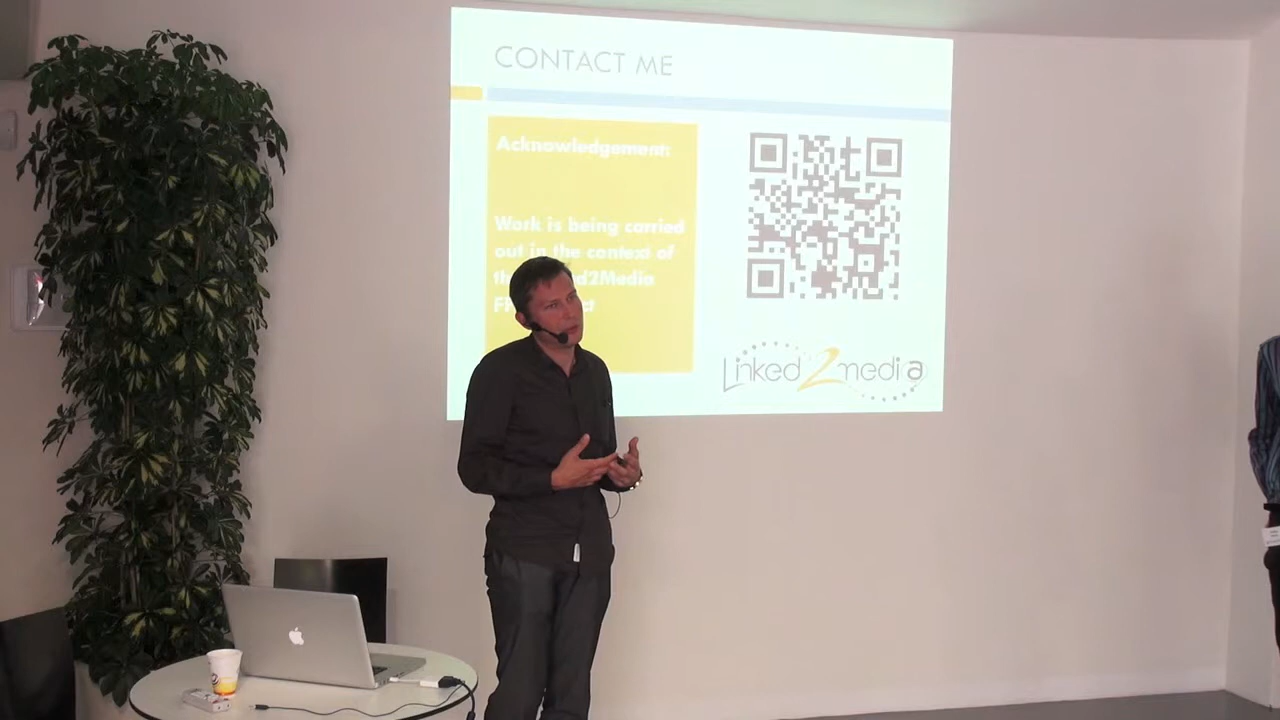 CONTACT ME
Acknowledgement:
Work is being carried
out in the context of
Linked2media